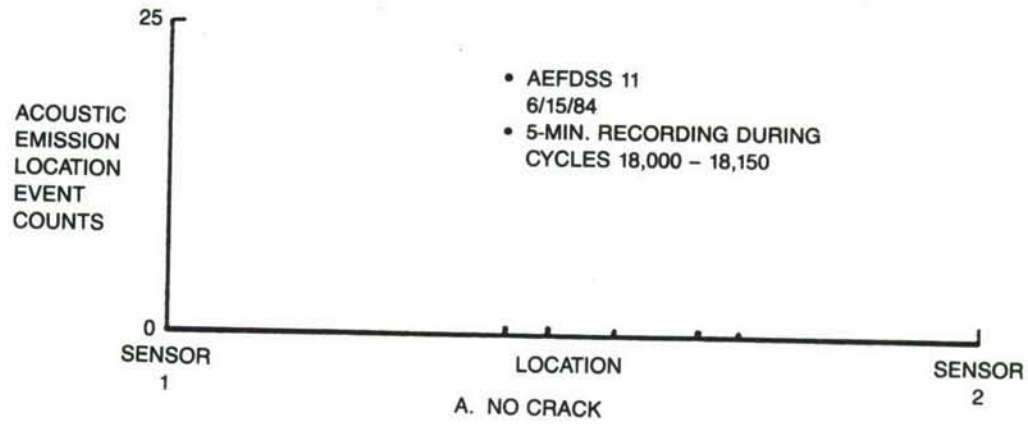 25
ACOUSTIC
EMISSION
LOCATION
EVENT
COUNTS
• AEFDSS 11
6/15/84
• 5-MIN. RECORDING DURING
CYCLES 18,000 – 18,150
0
SENSOR
1
LOCATION
SENSOR
2
A. NO CRACK